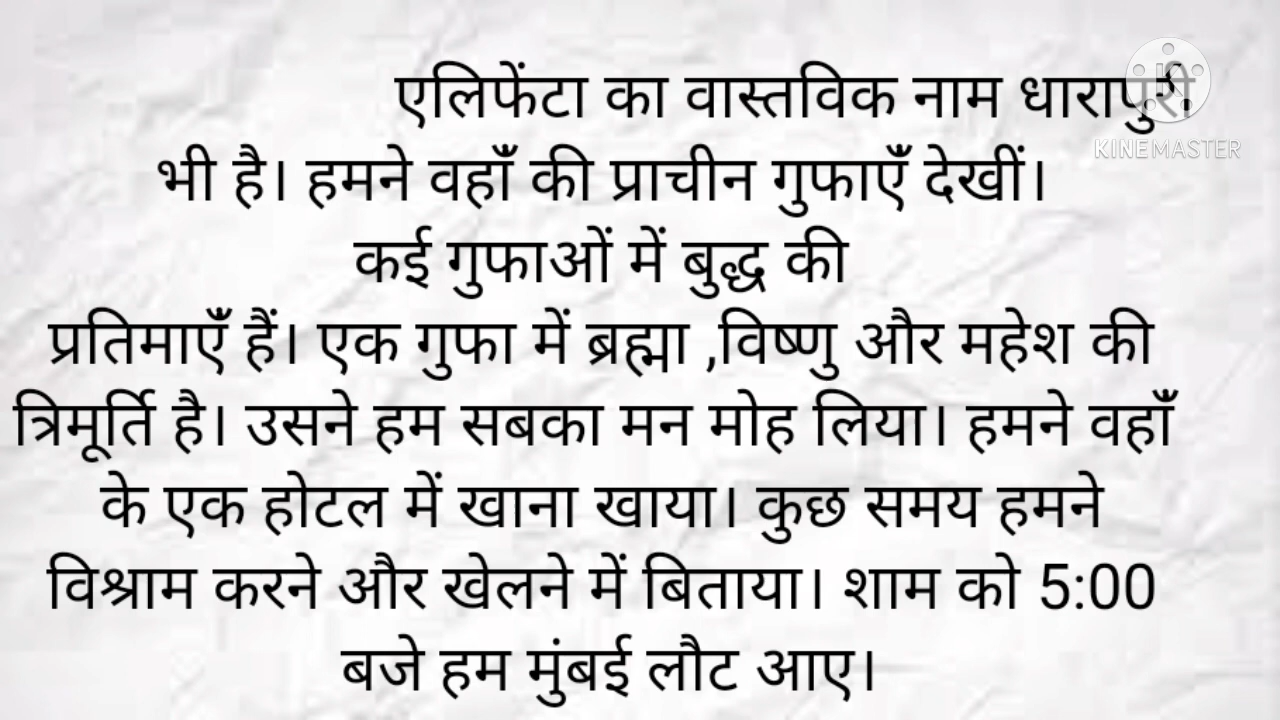 एलिफेंटा का वास्तविक नाम धारापुरी
KINEMASTER
भी है। हमने वहाँ की प्राचीन गुफाएँ देखीं।
कई गुफाओं में बुद्ध की
प्रतिमाएँ हैं। एक गुफा में ब्रह्मा ,विष्णु और महेश की
त्रिमूर्ति है। उसने हम सबका मन मोह लिया। हमने वहाँ
के एक होटल में खाना खाया। कुछ समय हमने
विश्राम करने और खेलने में बिताया। शाम को 5:00
बजे हम मुंबई लौट आए।